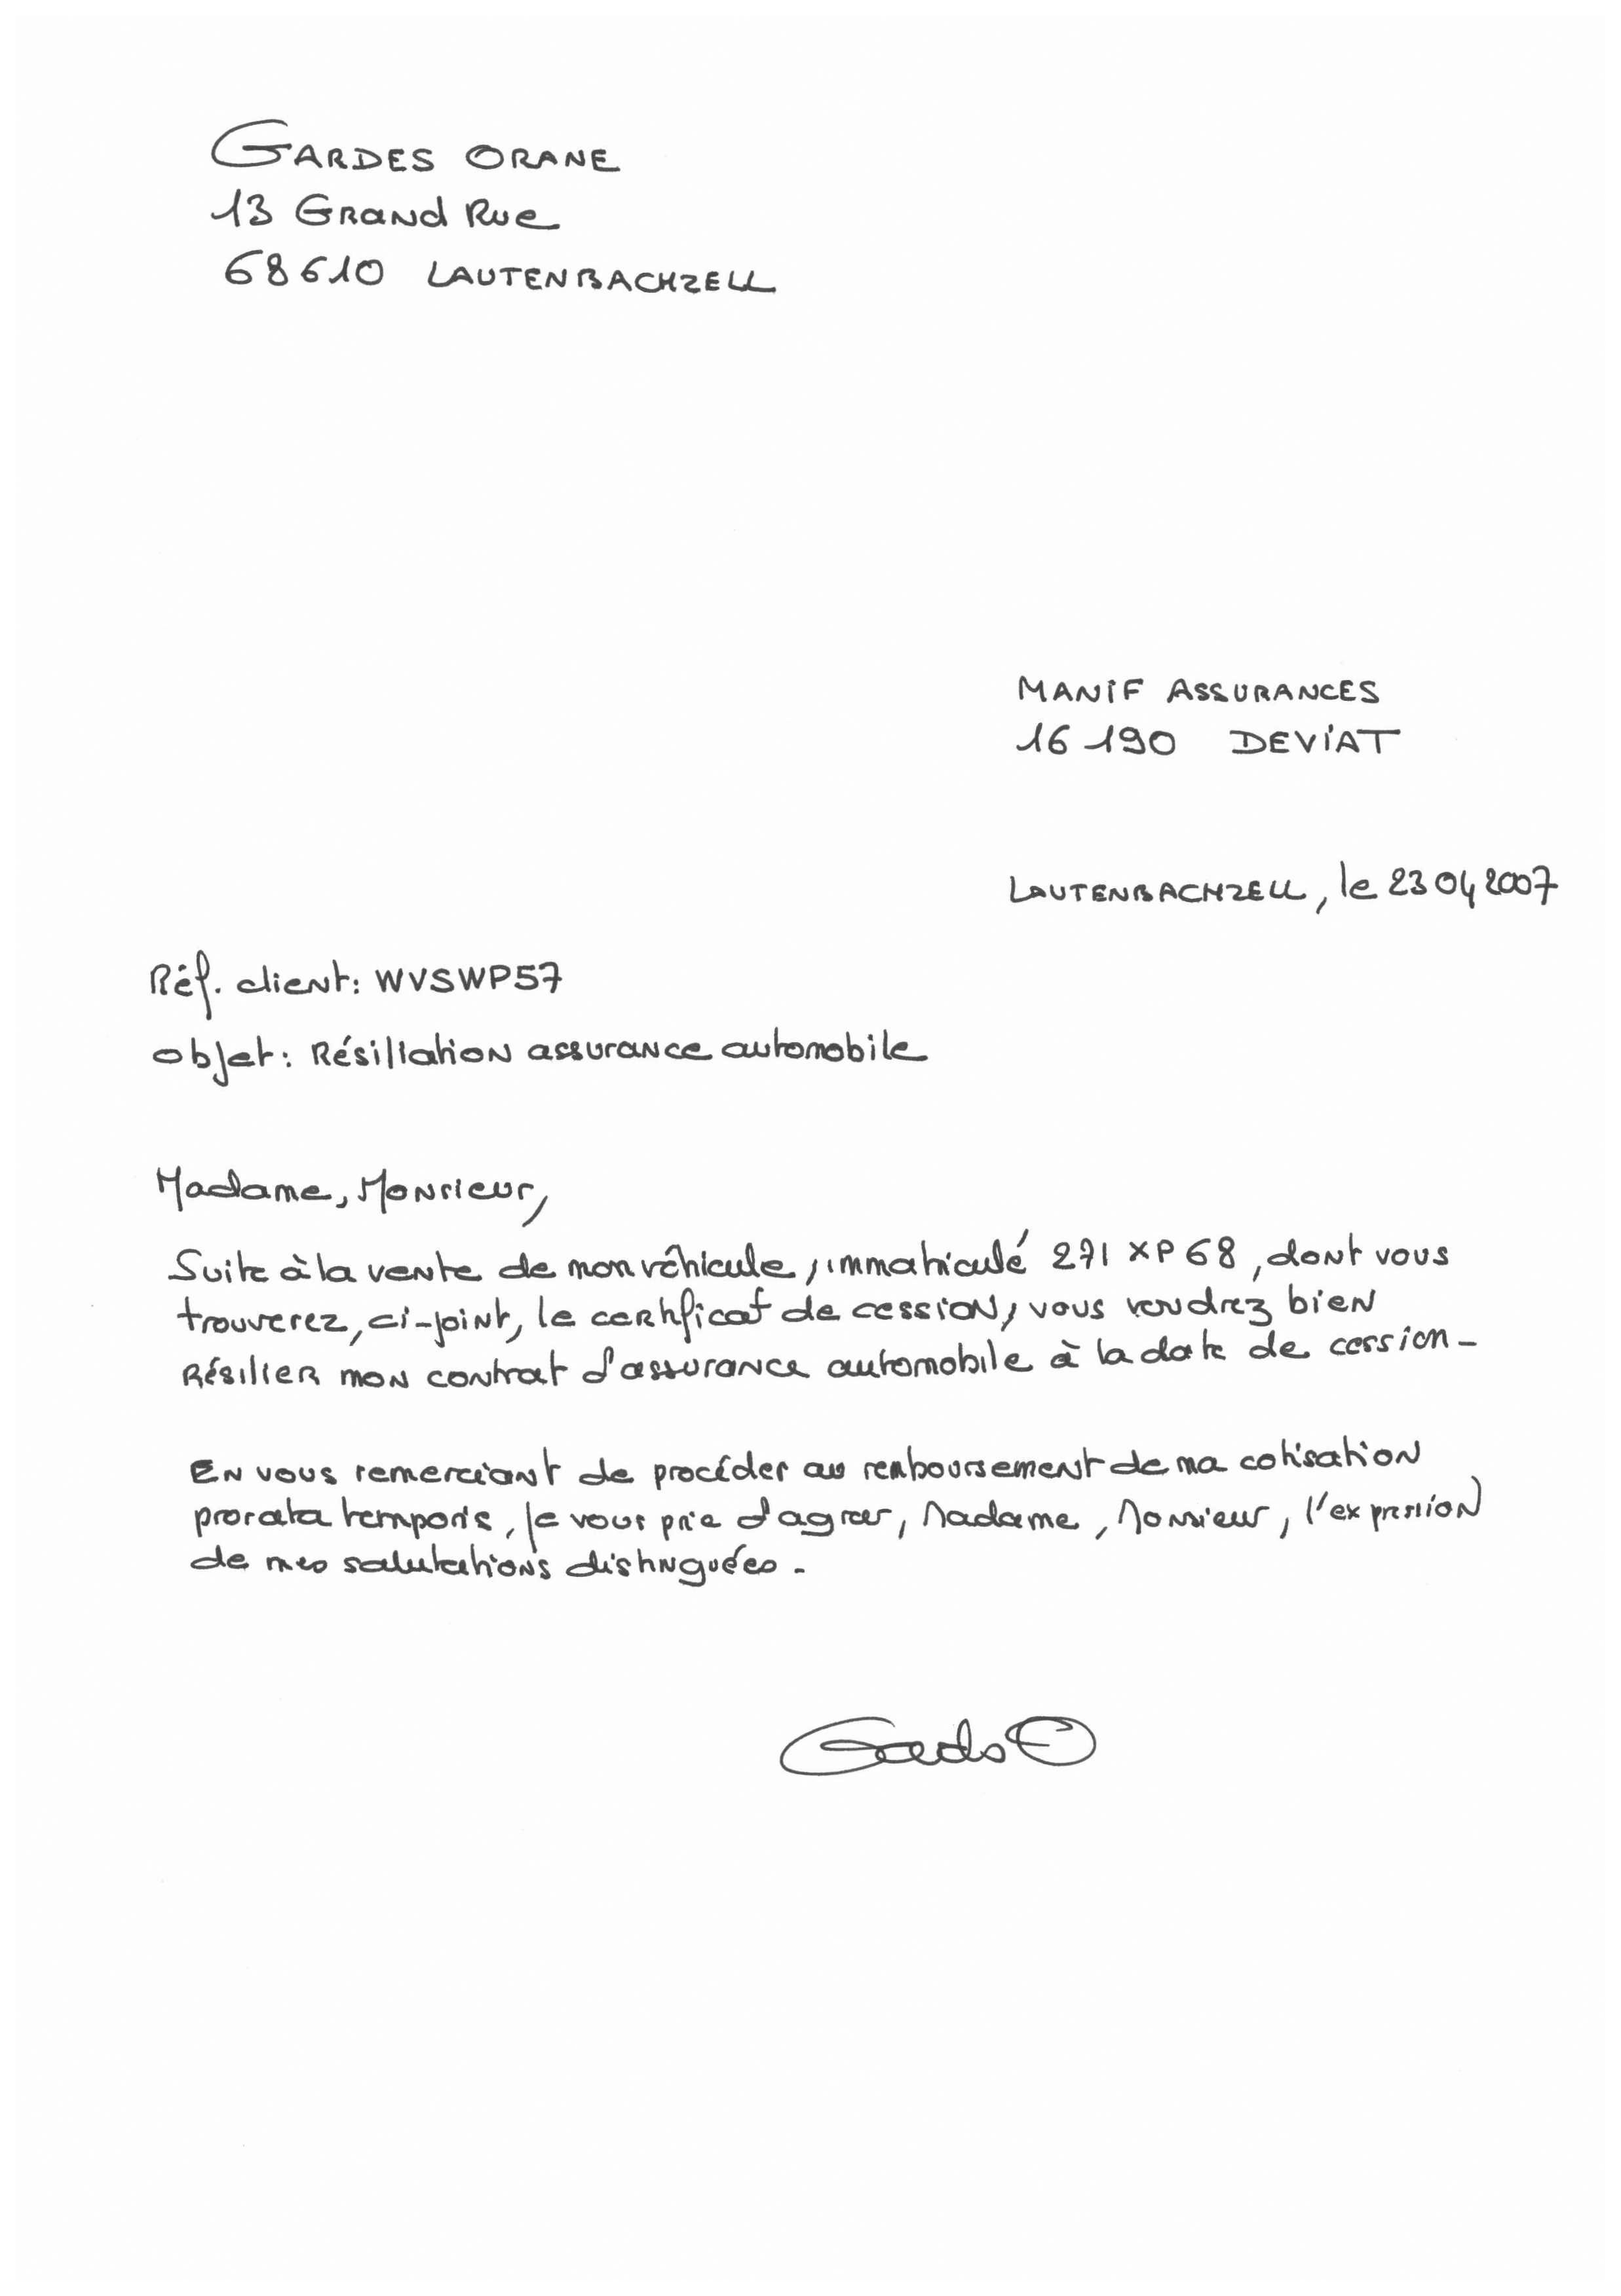 GARDES ORANE
13 Grand Rue
68610 LAUTENBACHZELL
MANIF ASSURANCES
16190 DEVIAT
LAUTENBACHZELL, le 23 04 2007
Réf. client: WVSWP57
Objet: Résiliation assurance automobile
Madame, Monsieur,
Suite à la vente de mon véhicule, immatriculé 271 XP 68, dont vous
trouverez, ci-joint, le certificat de cession, vous voudrez bien
Résilier mon contrat d'assurance automobile à la date de cession-
En vous remerciant de procéder au remboursement de ma cotisation
prorata temporis, je vous prie d'agréer, Madame, Monsieur, l'expression
de mes salutations distinguées.
Gardes O